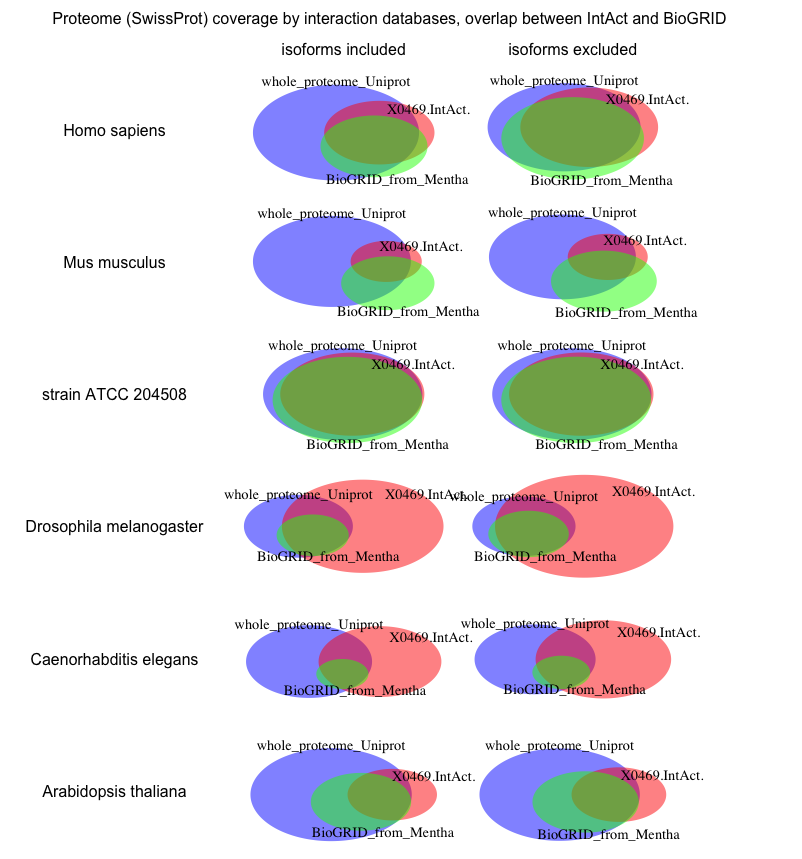 Proteome (SwissProt) coverage by interaction databases, overlap between IntAct and BioGRID
isoforms included
isoforms excluded
Homo sapiens
whole_proteome_Uniprot
X0469.IntAct.
BioGRID_from_Mentha
whole_proteome_Uniprot
X0469.IntAct.
BioGRID_from_Mentha
Mus musculus
whole_proteome_Uniprot
X0469.IntAct.
BioGRID_from_Mentha
whole_proteome_Uniprot
X0469.IntAct.
BioGRID_from_Mentha
strain ATCC 204508
whole_proteome_Uniprot
X0469.IntAct.
BioGRID_from_Mentha
whole_proteome_Uniprot
X0469.IntAct.
BioGRID_from_Mentha
Drosophila melanogaster
whole_proteome_Uniprot
X0469.IntAct.
BioGRID_from_Mentha
whole_proteome_Uniprot
X0469.IntAct.
BioGRID_from_Mentha
Caenorhabditis elegans
whole_proteome_Uniprot
X0469.IntAct.
BioGRID_from_Mentha
whole_proteome_Uniprot
X0469.IntAct.
BioGRID_from_Mentha
Arabidopsis thaliana
whole_proteome_Uniprot
X0469.IntAct.
BioGRID_from_Mentha
whole_proteome_Uniprot
X0469.IntAct.
BioGRID_from_Mentha